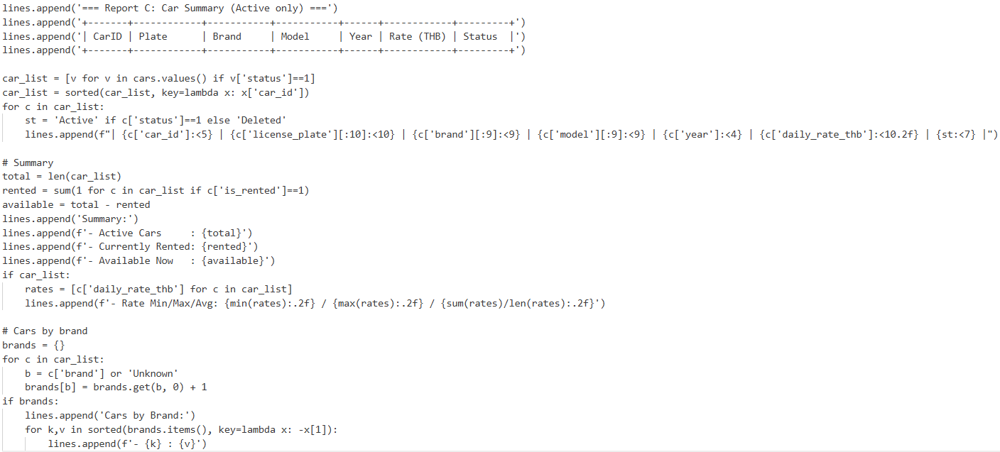 lines.append('=== Report C: Car Summary (Active only) ===')
lines.append('+-------+------------+-----------+-----------+------+------------+---------+')
lines.append('| CarID | Plate      | Brand     | Model     | Year | Rate (THB) | Status  |')
lines.append('+-------+------------+-----------+-----------+------+------------+---------+')

car_list = [v for v in cars.values() if v['status']==1]
car_list = sorted(car_list, key=lambda x: x['car_id'])
for c in car_list:
    st = 'Active' if c['status']==1 else 'Deleted'
    lines.append(f"| {c['car_id']:<5} | {c['license_plate'][:10]:<10} | {c['brand'][:9]:<9} | {c['model'][:9]:<9} | {c['year']:<4} | {c['daily_rate_thb']:<10.2f} | {st:<7} |")

# Summary
total = len(car_list)
rented = sum(1 for c in car_list if c['is_rented']==1)
available = total - rented
lines.append('Summary:')
lines.append(f'- Active Cars     : {total}')
lines.append(f'- Currently Rented: {rented}')
lines.append(f'- Available Now   : {available}')
if car_list:
    rates = [c['daily_rate_thb'] for c in car_list]
    lines.append(f'- Rate Min/Max/Avg: {min(rates):.2f} / {max(rates):.2f} / {sum(rates)/len(rates):.2f}')

# Cars by brand
brands = {}
for c in car_list:
    b = c['brand'] or 'Unknown'
    brands[b] = brands.get(b, 0) + 1
if brands:
    lines.append('Cars by Brand:')
    for k,v in sorted(brands.items(), key=lambda x: -x[1]):
        lines.append(f'- {k} : {v}')